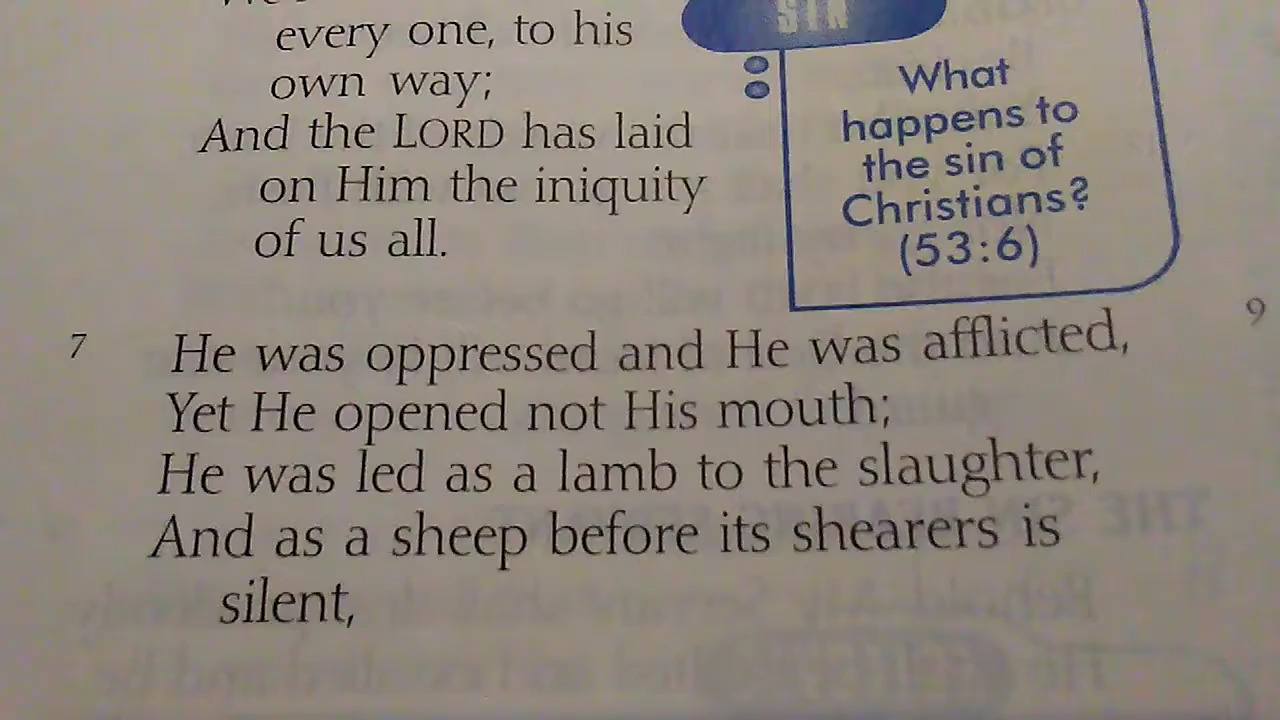 every one, to his
own way;
And the LORD has laid
on Him the iniquity
of us all.
SIN
What
happens to
the sin of
Christians?
(53:6)
7 He was oppressed and He was afflicted,
Yet He opened not His mouth;
He was led as a lamb to the slaughter,
And as a sheep before its shearers is
silent,
9